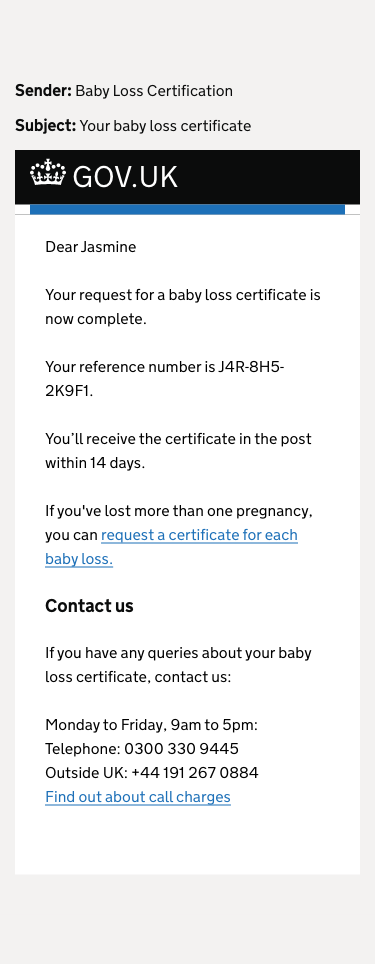 Sender: Baby Loss Certification
Subject: Your baby loss certificate
GOV.UK
Dear Jasmine
Your request for a baby loss certificate is
now complete.
Your reference number is J4R-8H5-
2K9F1.
You’ll receive the certificate in the post
within 14 days.
If you've lost more than one pregnancy,
you can request a certificate for each
baby loss.
Contact us
If you have any queries about your baby
loss certificate, contact us:
Monday to Friday, 9am to 5pm:
Telephone: 0300 330 9445
Outside UK: +44 191 267 0884
Find out about call charges